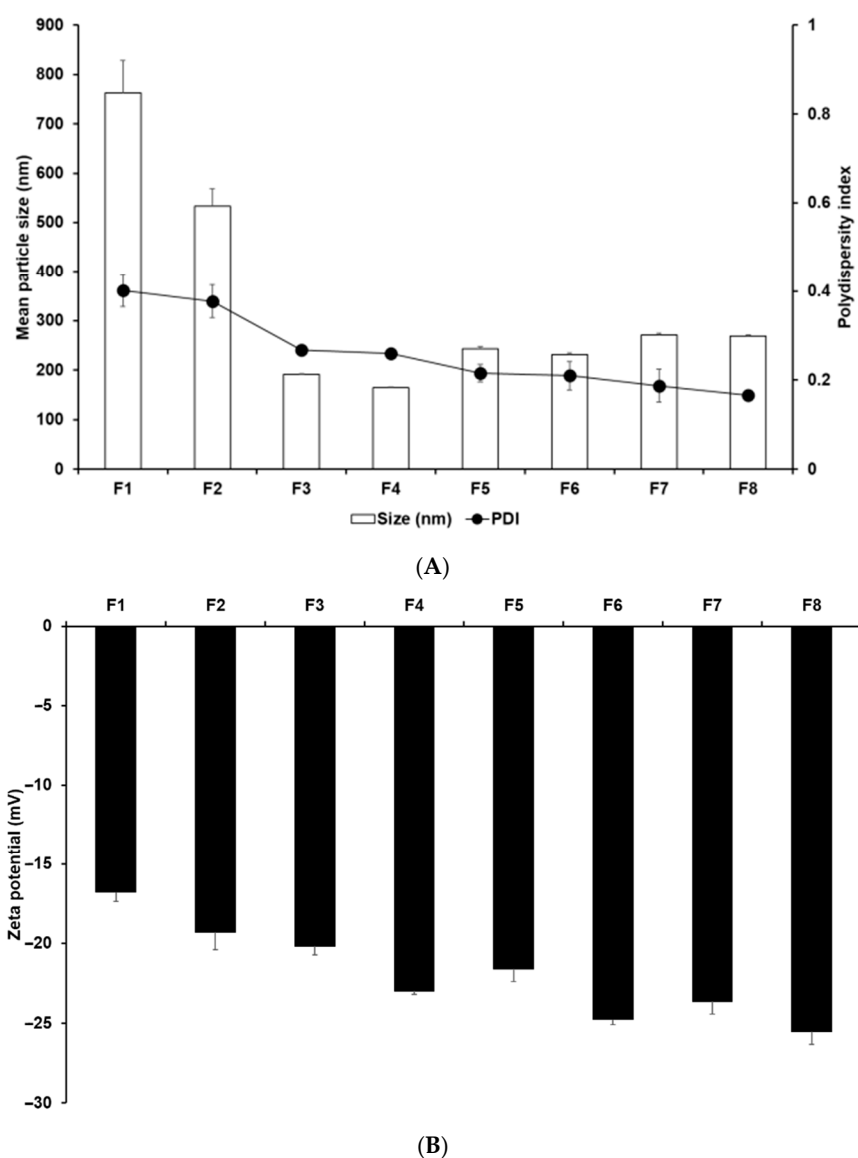 Mean particle size (nm)
900
800
700
600
500
400
300
200
100
0
1
0.8
0.6
0.4
0.2
0
Polydispersity index
F1 F2 F3 F4 F5 F6 F7 F8
Size (nm) PDI
(A)
F1 F2 F3 F4 F5 F6 F7 F8
Zeta potential (mV)
0
−5
−10
−15
−20
−25
−30
(B)